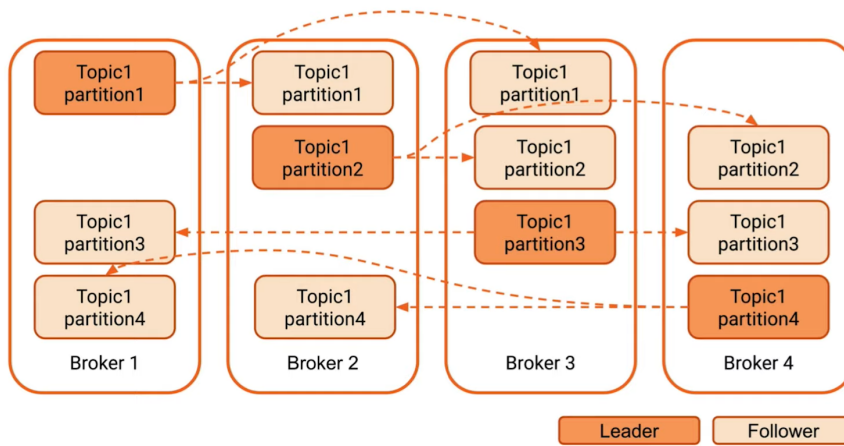 Topic1
partition1
Topic1
partition1
Topic1
partition1
Topic1
partition2
Topic1
partition2
Topic1
partition2
Topic1
partition3
Topic1
partition3
Topic1
partition3
Topic1
partition4
Topic1
partition4
Topic1
partition4
Broker 1
Broker 2
Broker 3
Broker 4
Leader
Follower